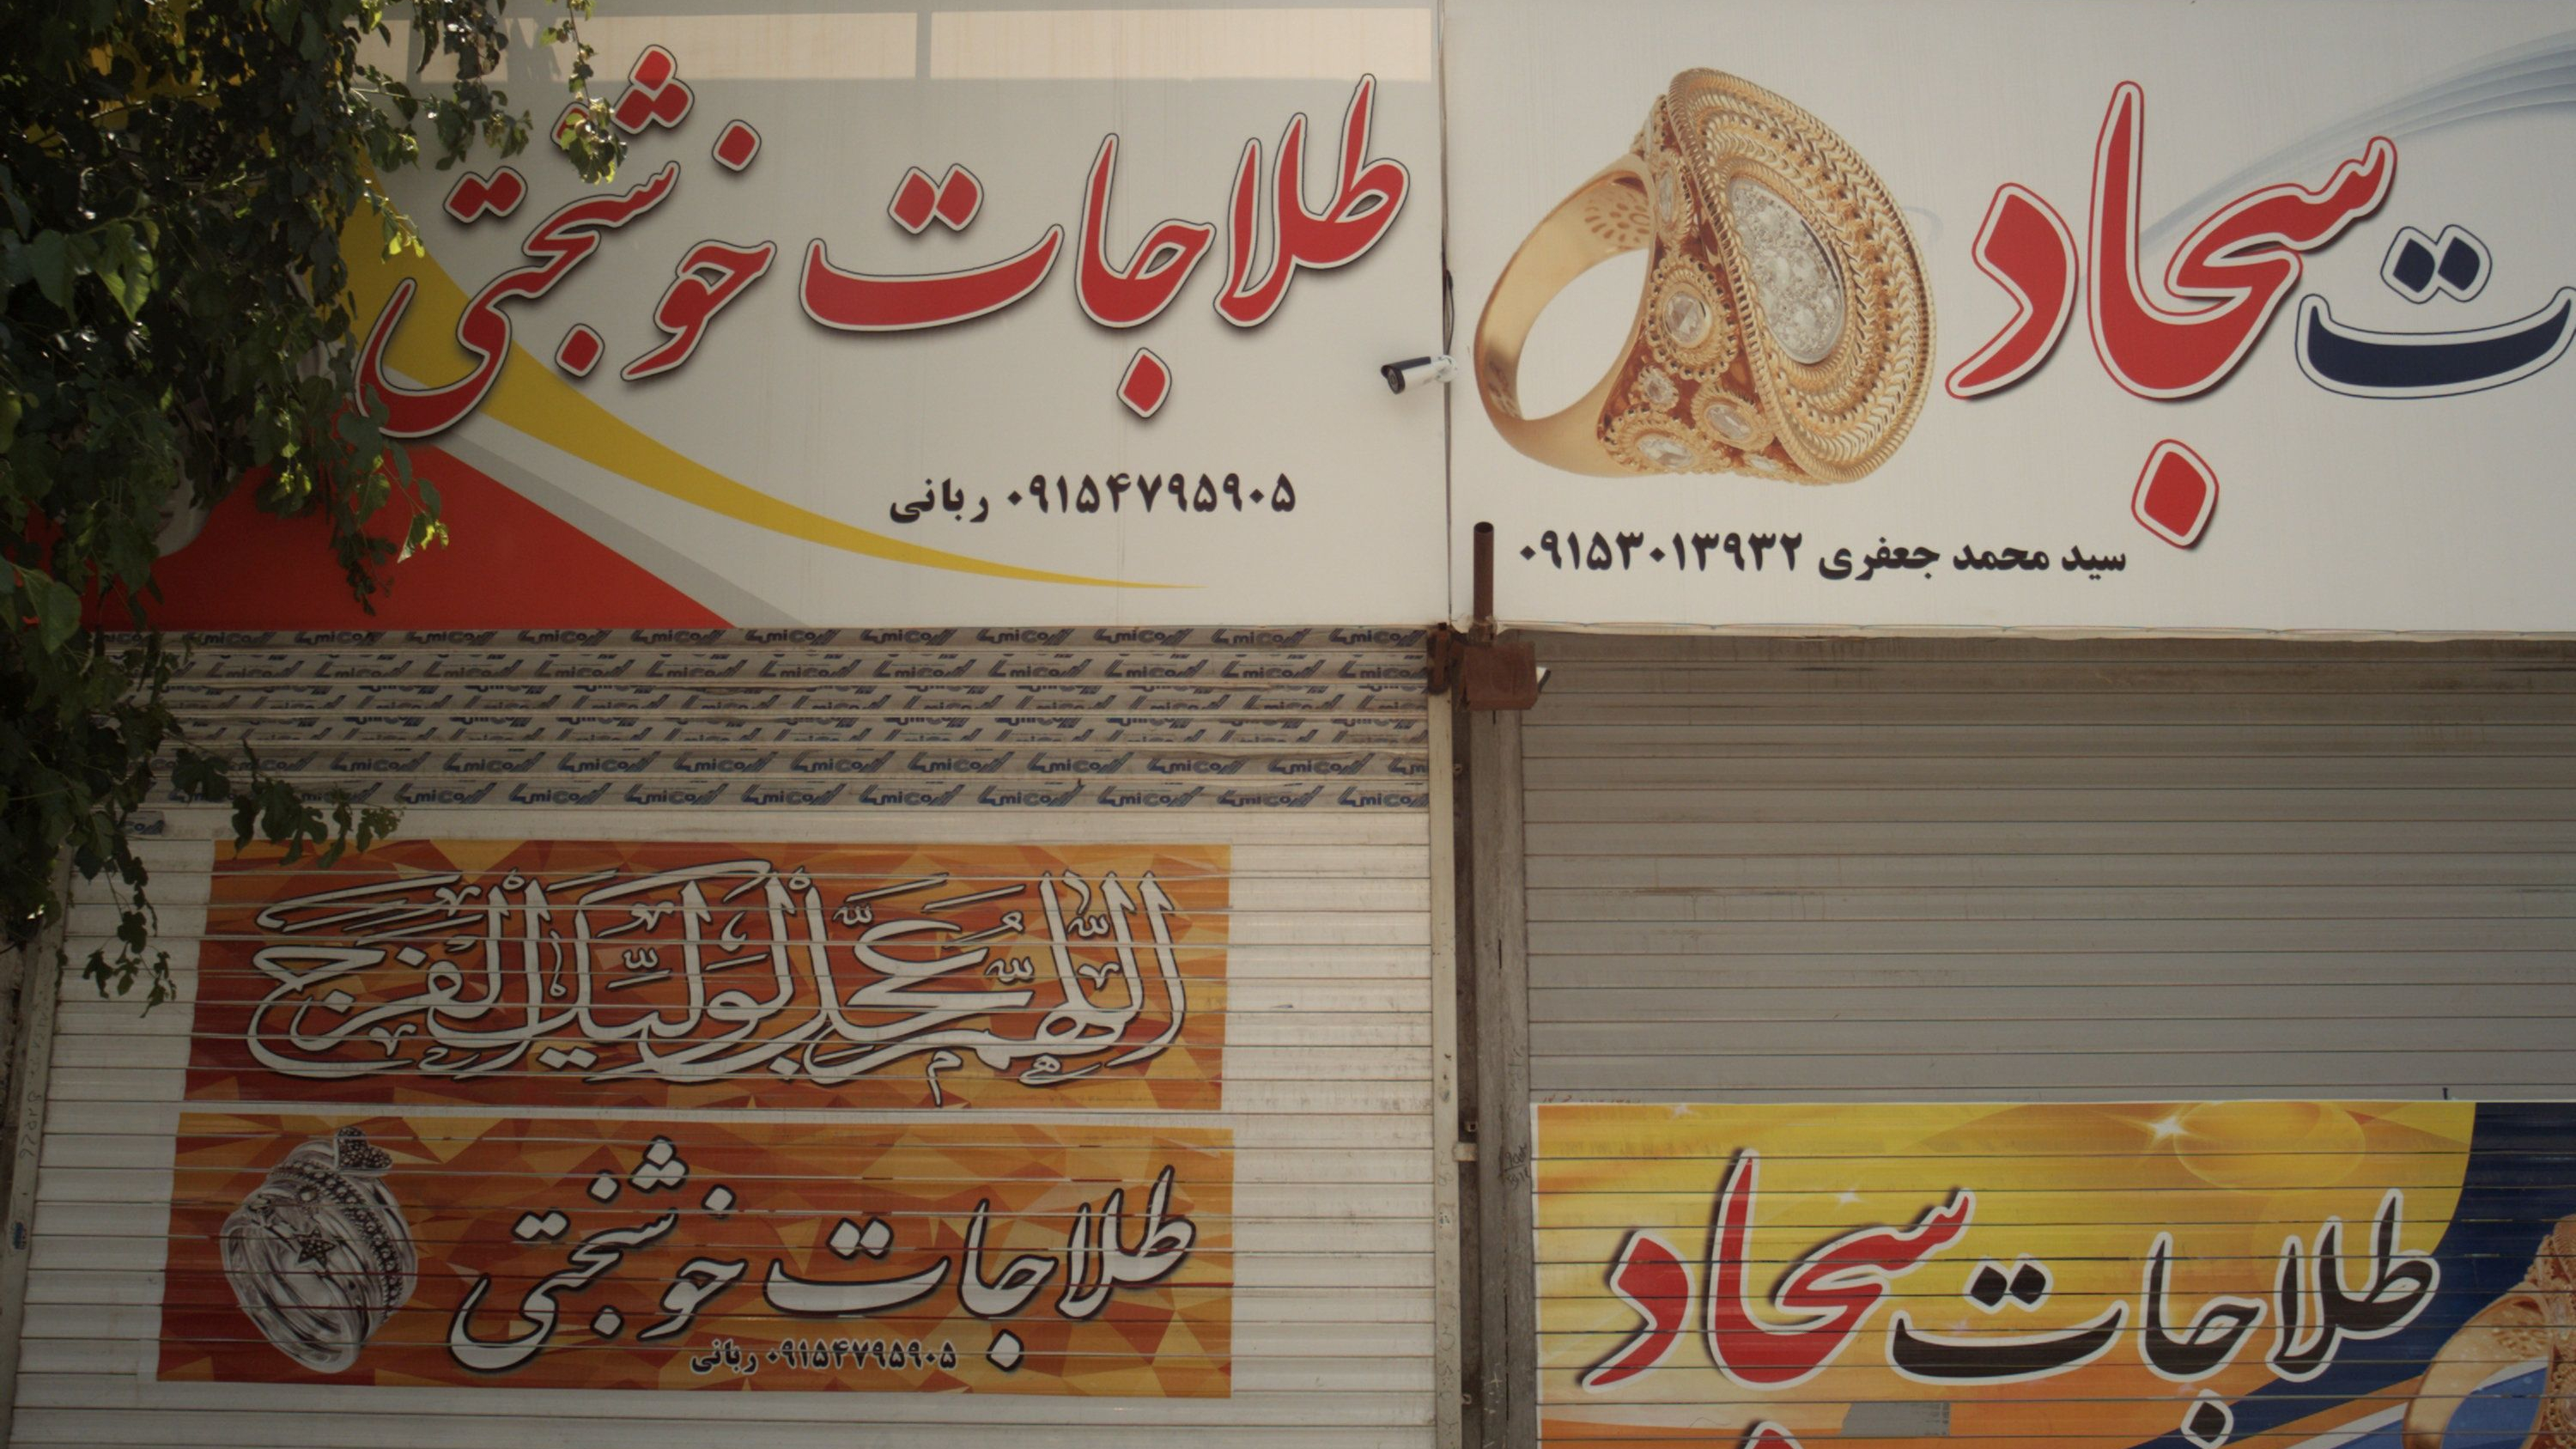 طلاجات خوشبختی
۰۹۱۵۴۷۹۵۹۰۵ ربانی
ت سجاد
سید محمد جعفری ۰۹۱۵۳۰۱۳۹۳۲
اللهم عجل لولیک الفرج
طلاجات خوشبختی
۰۹۱۵۴۷۹۵۹۰۵ ربانی
طلاجات سجاد